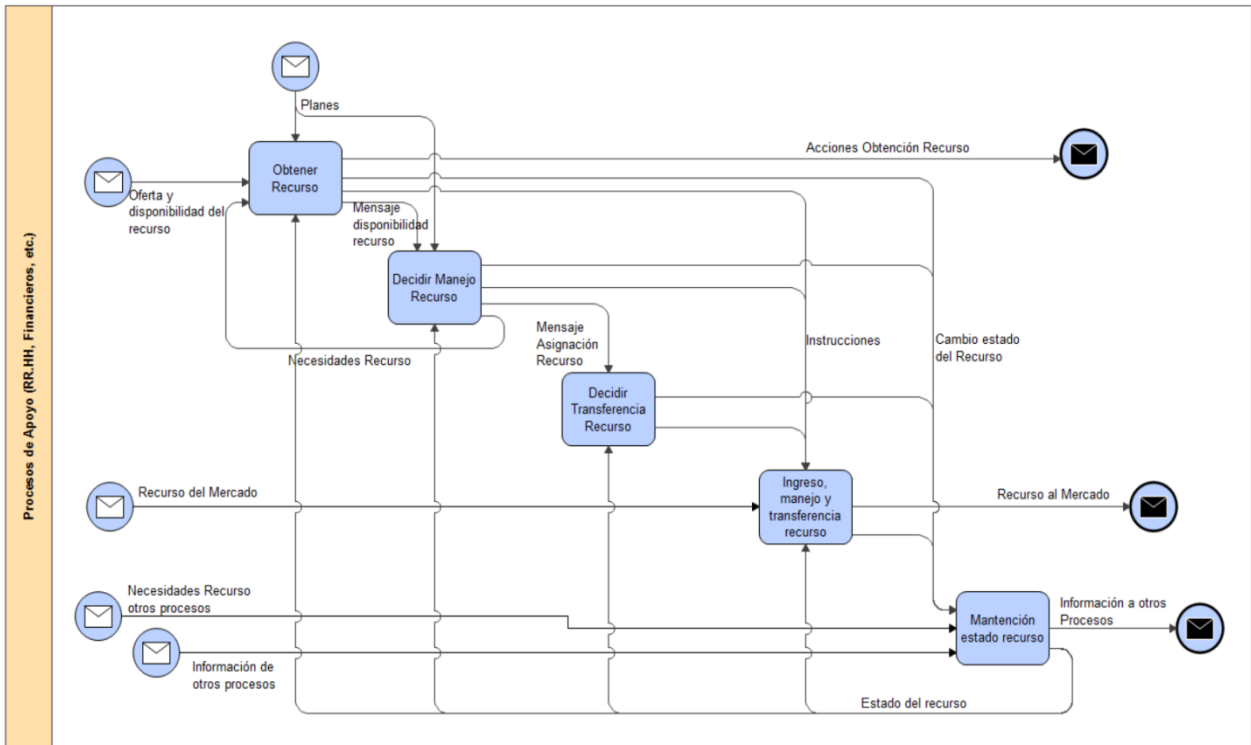 Procesos de Apoyo (RR.HH, Financieros, etc.)
Planes
Acciones Obtención Recurso
Obtener
Recurso
Oferta y
disponibilidad del
recurso
Mensaje
disponibilidad
recurso
Decidir Manejo
Recurso
Necesidades Recurso
Mensaje
Asignación
Recurso
Instrucciones
Cambio estado
del Recurso
Decidir
Transferencia
Recurso
Recurso del Mercado
Ingreso,
manejo y
transferencia
recurso
Recurso al Mercado
Necesidades Recurso
otros procesos
Mantención
estado recurso
Información a otros
Procesos
Información de
otros procesos
Estado del recurso